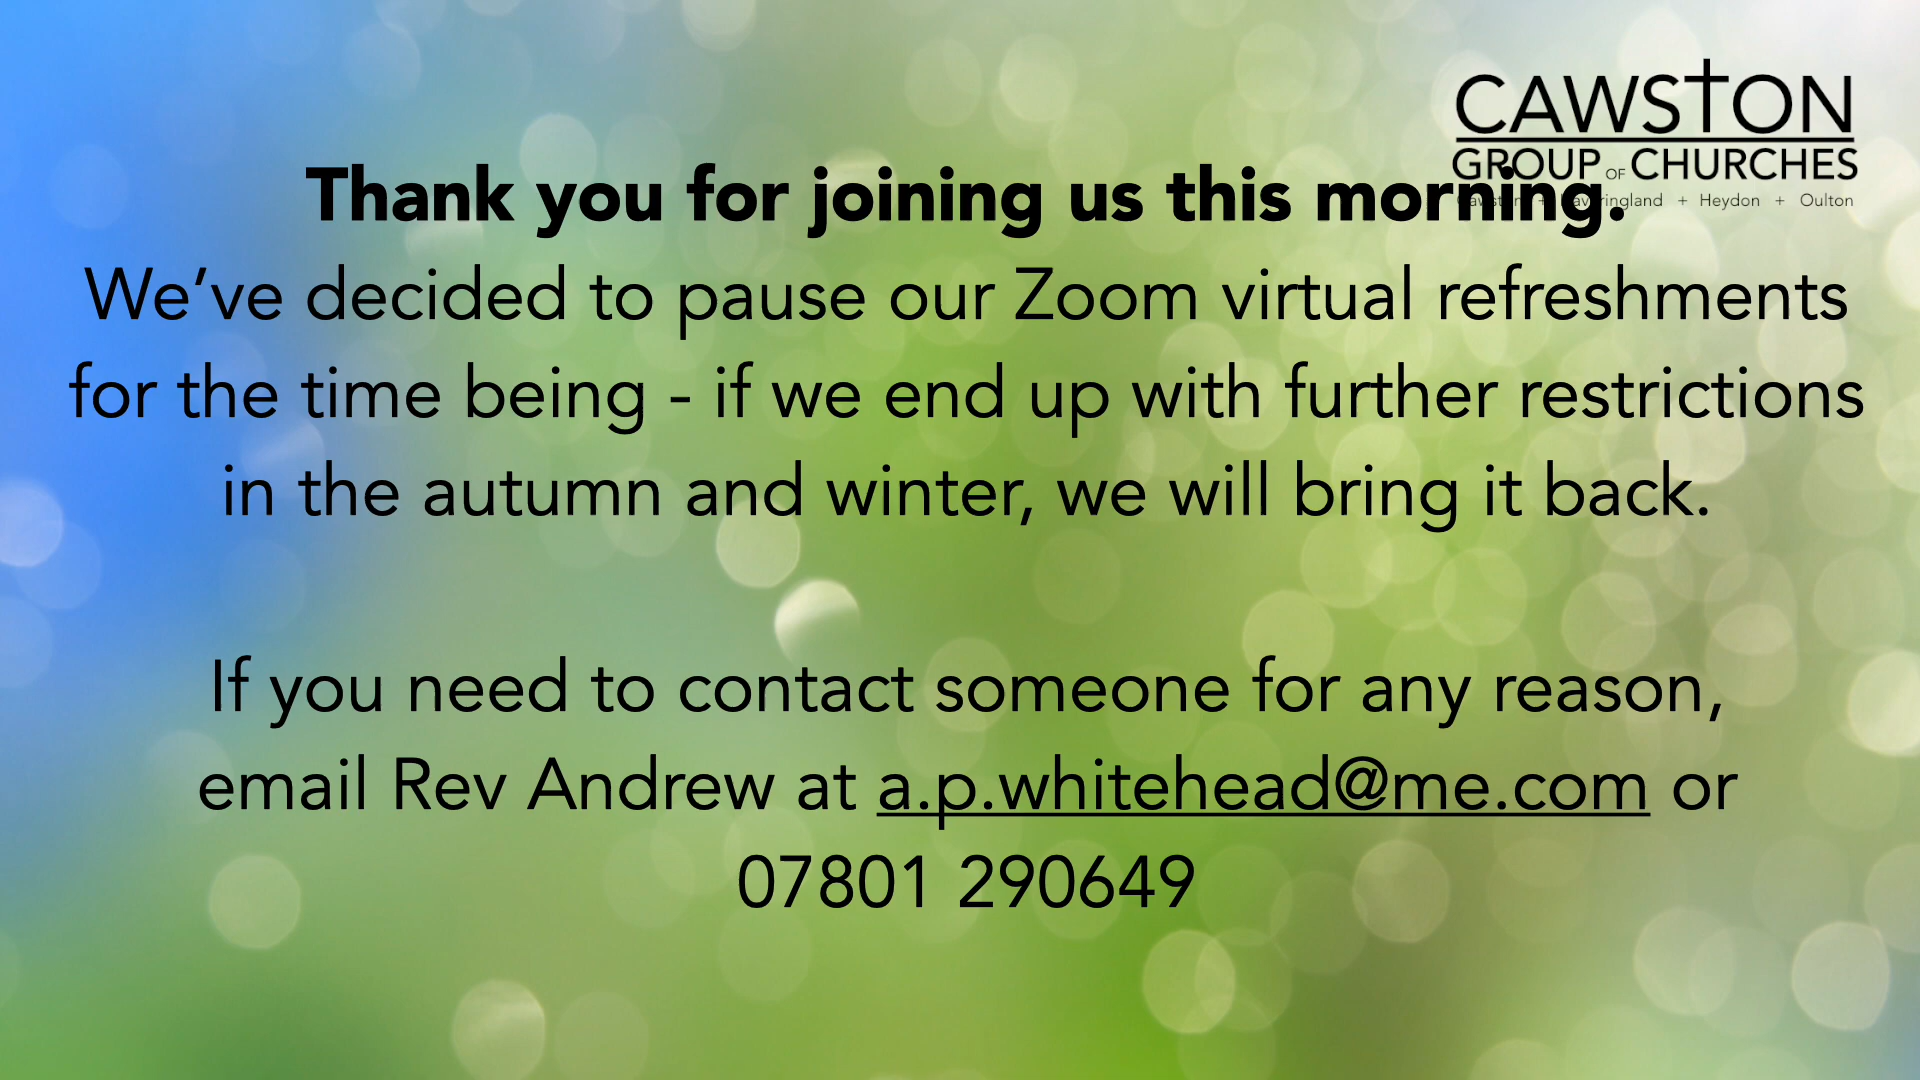 CAWSTON
GROUP OF CHURCHES
+ Heydon + Oulton
Thank you for joining us this morning.
We’ve decided to pause our Zoom virtual refreshments
for the time being - if we end up with further restrictions
in the autumn and winter, we will bring it back.
If you need to contact someone for any reason,
email Rev Andrew at a.p.whitehead@me.com or
07801 290649